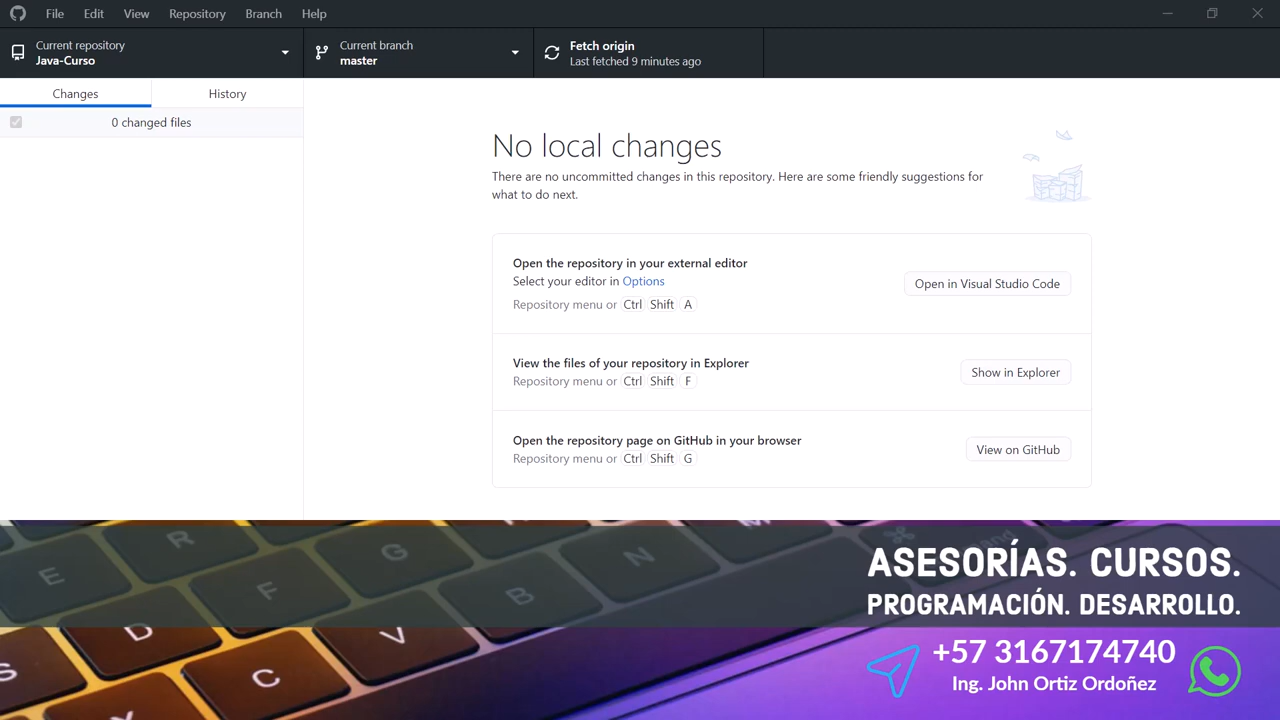 File Edit View Repository Branch Help
Current repository
Java-Curso
Current branch
master
Fetch origin
Last fetched 9 minutes ago
Changes
History
0 changed files
No local changes
There are no uncommitted changes in this repository. Here are some friendly suggestions for
what to do next.
Open the repository in your external editor
Select your editor in Options
Repository menu or Ctrl Shift A
Open in Visual Studio Code
View the files of your repository in Explorer
Repository menu or Ctrl Shift F
Show in Explorer
Open the repository page on GitHub in your browser
Repository menu or Ctrl Shift G
View on GitHub
E R F G D C V B N
ASESORÍAS. CURSOS.
PROGRAMACIÓN. DESARROLLO.
+57 3167174740
Ing. John Ortiz Ordoñez